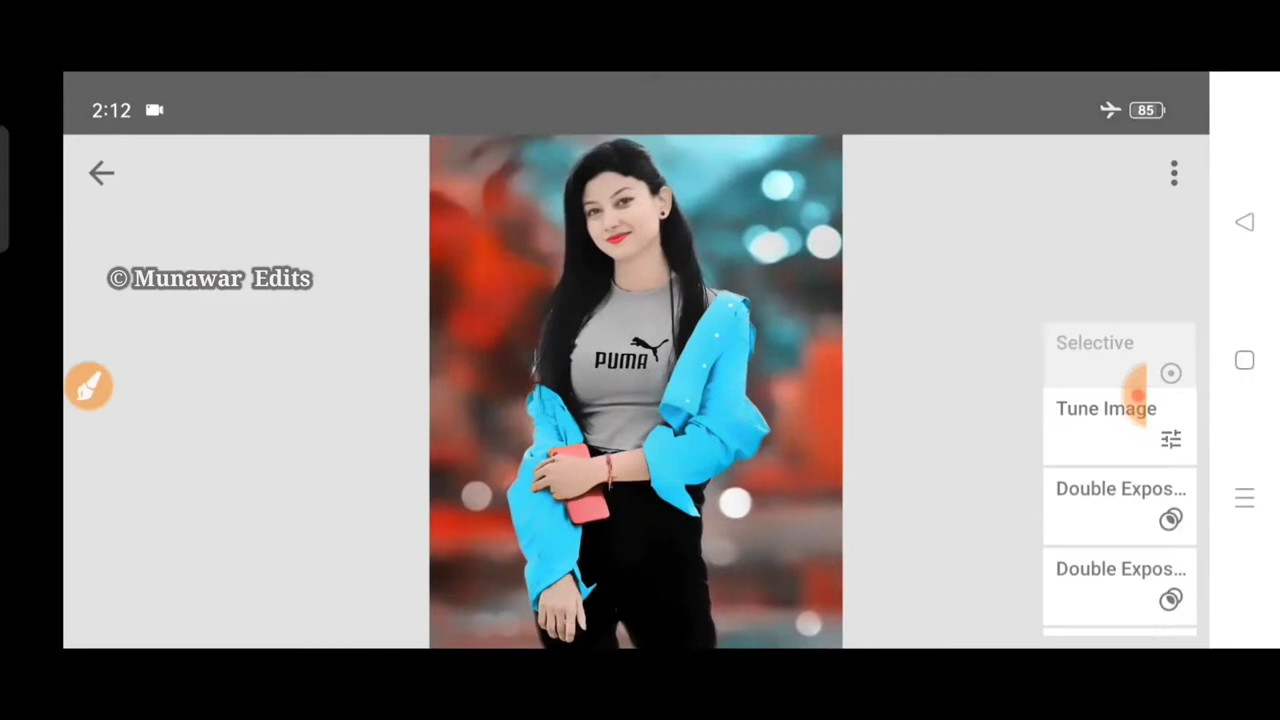 2:12
85
© Munawar Edits
PUMA
Selective
Tune Image
Double Expos...
Double Expos...